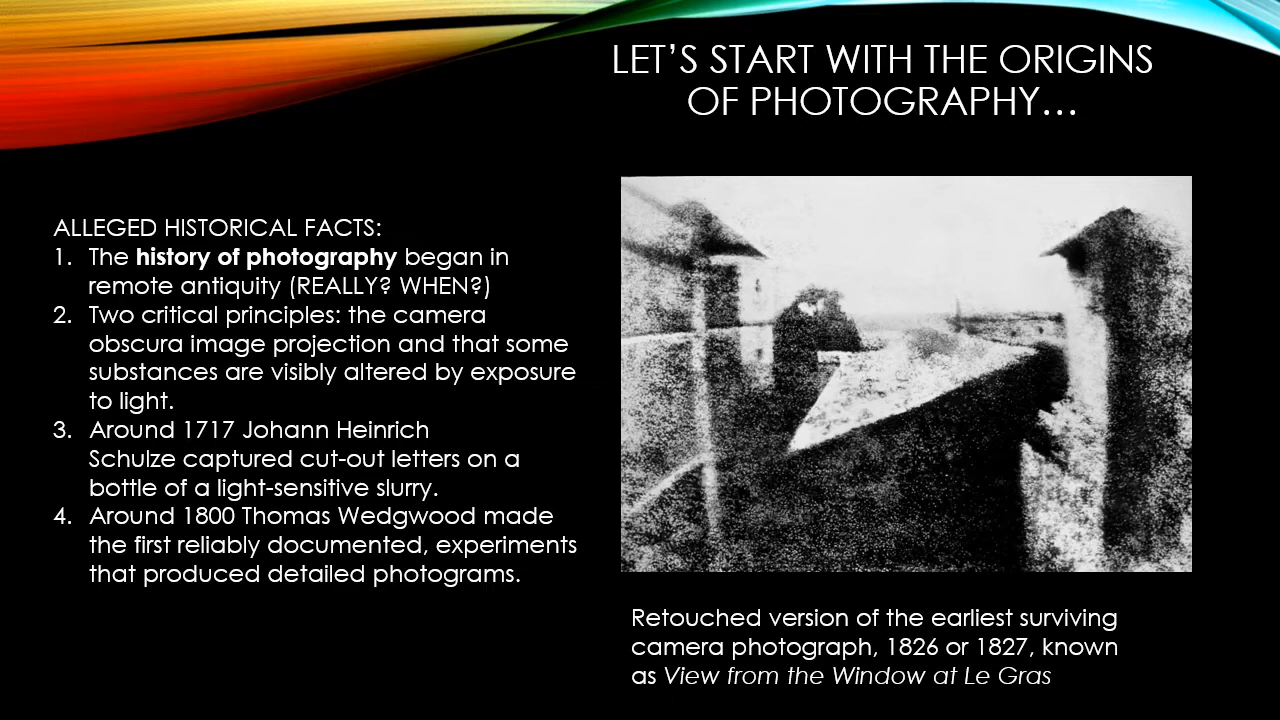 LET’S START WITH THE ORIGINS
OF PHOTOGRAPHY…
ALLEGED HISTORICAL FACTS:
1. The history of photography began in
remote antiquity (REALLY? WHEN?)
2. Two critical principles: the camera
obscura image projection and that some
substances are visibly altered by exposure
to light.
3. Around 1717 Johann Heinrich
Schulze captured cut-out letters on a
bottle of a light-sensitive slurry.
4. Around 1800 Thomas Wedgwood made
the first reliably documented, experiments
that produced detailed photograms.
Retouched version of the earliest surviving
camera photograph, 1826 or 1827, known
as View from the Window at Le Gras